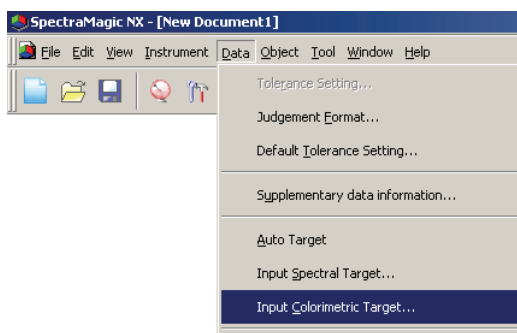 SpectraMagic NX - [New Document1]
File Edit View Instrument Data Object Tool Window Help
Tolerance Setting...
Judgement Format...
Default Tolerance Setting...
Supplementary data information...
Auto Target
Input Spectral Target...
Input Colorimetric Target...